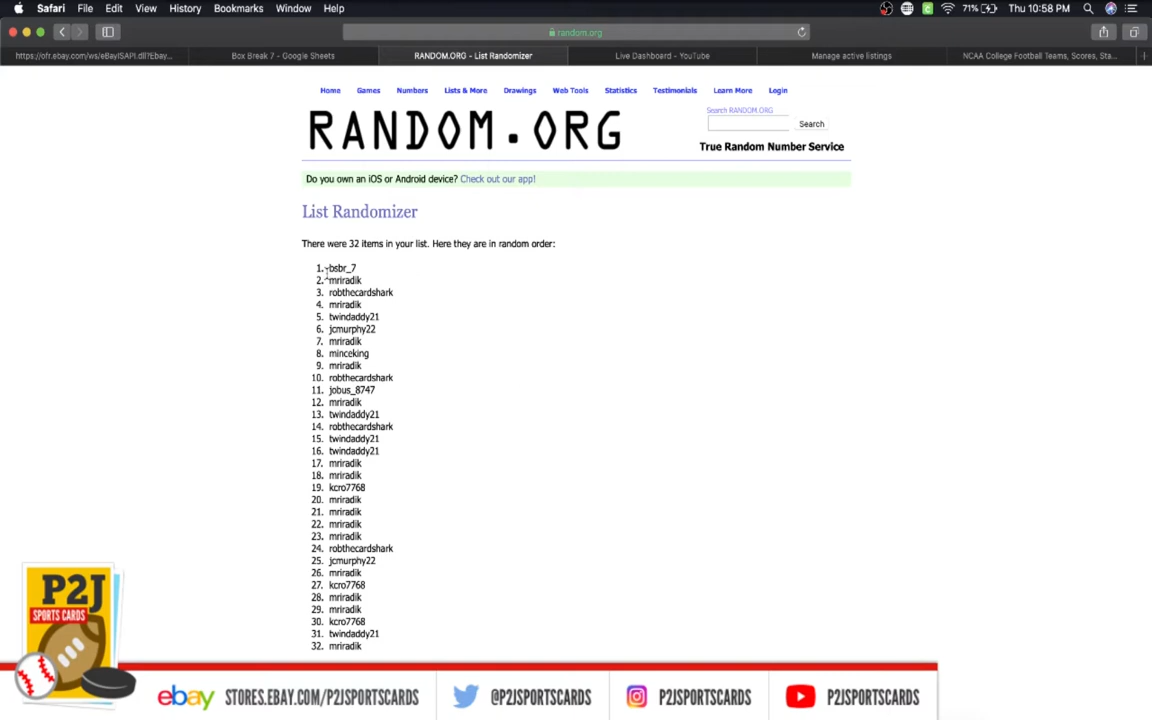 Safari File Edit View History Bookmarks Window Help 71% Thu 10:58 PM
random.org
https://ofr.ebay.com/ws/eBayISAPI.dll?Ebay... Box Break 7 - Google Sheets RANDOM.ORG - List Randomizer Live Dashboard - YouTube Manage active listings NCAA College Football Teams, Scores, Sta...
Home Games Numbers Lists & More Drawings Web Tools Statistics Testimonials Learn More Login
Search RANDOM.ORG
RANDOM.ORG
Search
True Random Number Service
Do you own an iOS or Android device? Check out our app!
List Randomizer
There were 32 items in your list. Here they are in random order:
1. bsbr_7
2. mriradik
3. robthecardshark
4. mriradik
5. twindaddy21
6. jcmurphy22
7. mriradik
8. minceking
9. mriradik
10. robthecardshark
11. jobus_8747
12. mriradik
13. twindaddy21
14. robthecardshark
15. twindaddy21
16. twindaddy21
17. mriradik
18. mriradik
19. kcro7768
20. mriradik
21. mriradik
22. mriradik
23. mriradik
24. robthecardshark
25. jcmurphy22
26. mriradik
27. kcro7768
28. mriradik
29. mriradik
30. kcro7768
31. twindaddy21
32. mriradik
P2J
SPORTS CARDS
ebay STORES.EBAY.COM/P2JSPORTSCARDS @P2JSPORTSCARDS P2JSPORTSCARDS P2JSPORTSCARDS